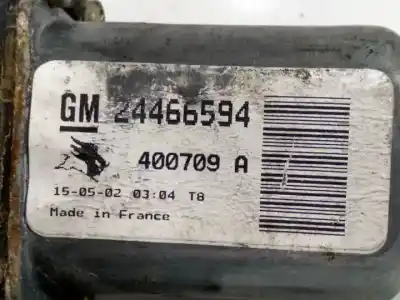 GM 24466594
400709 A
15-05-02 03:04 T8
Made in France